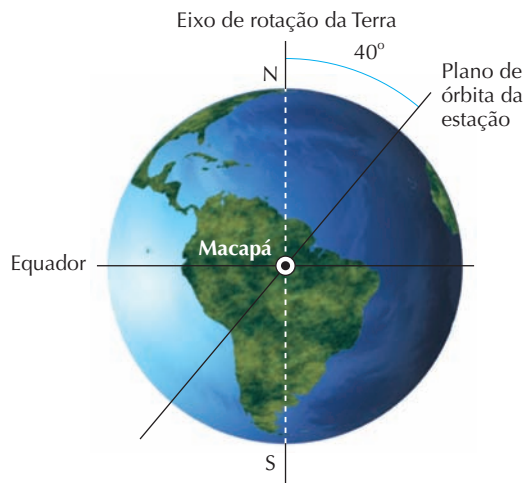 Eixo de rotação da Terra
40º
N
Plano de
órbita da
estação
Macapá
Equador
S